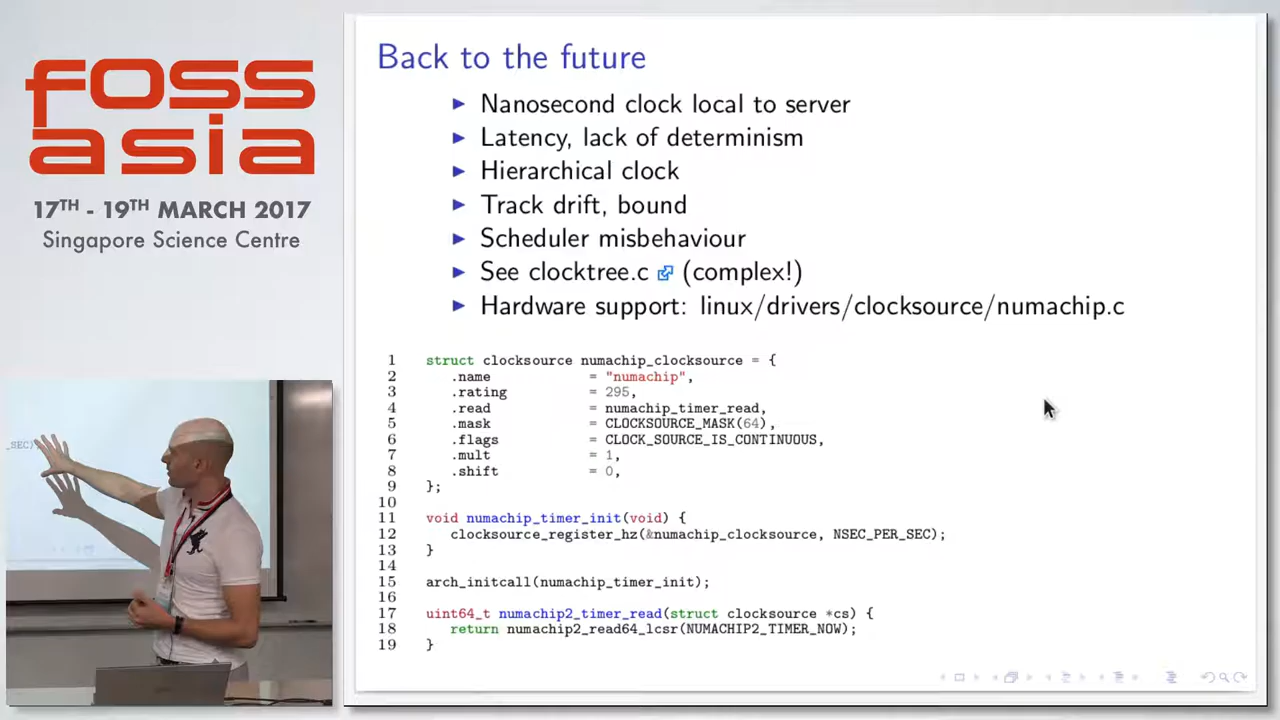 foss
asia
17TH - 19TH MARCH 2017
Singapore Science Centre
Back to the future
Nanosecond clock local to server
Latency, lack of determinism
Hierarchical clock
Track drift, bound
Scheduler misbehaviour
See clocktree.c (complex!)
Hardware support: linux/drivers/clocksource/numachip.c
1 struct clocksource numachip_clocksource = {
2 .name = "numachip",
3 .rating = 295,
4 .read = numachip_timer_read,
5 .mask = CLOCKSOURCE_MASK(64),
6 .flags = CLOCK_SOURCE_IS_CONTINUOUS,
7 .mult = 1,
8 .shift = 0,
9 };
10
11 void numachip_timer_init(void) {
12 clocksource_register_hz(&numachip_clocksource, NSEC_PER_SEC);
13 }
14
15 arch_initcall(numachip_timer_init);
16
17 uint64_t numachip2_timer_read(struct clocksource *cs) {
18 return numachip2_read64_lcsr(NUMACHIP2_TIMER_NOW);
19 }
_SEC)